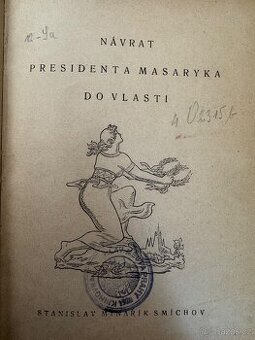 NÁVRAT
PRESIDENTA MASARYKA
DO VLASTI
STANISLAV MINAŘÍK SMÍCHOV